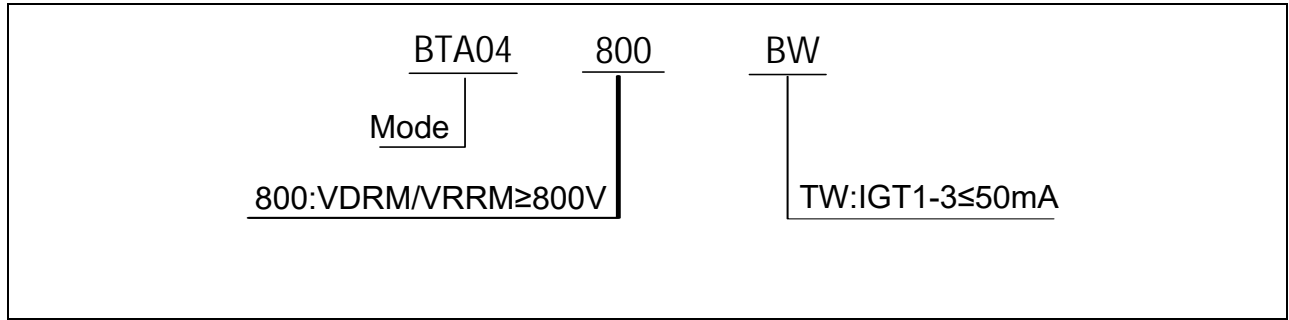 BTA04 800 BW
Mode
800:VDRM/VRRM≥800V TW:IGT1-3≤50mA